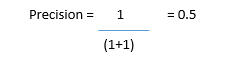 Precision = 1 = 0.5
(1+1)